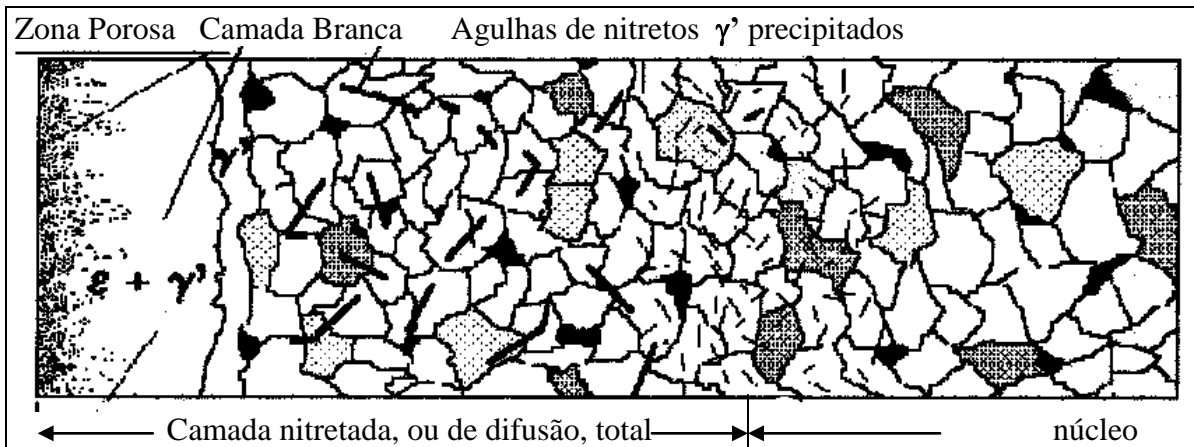 Zona Porosa Camada Branca Agulhas de nitretos γ' precipitados
γ'
ε + γ'
Camada nitretada, ou de difusão, total núcleo